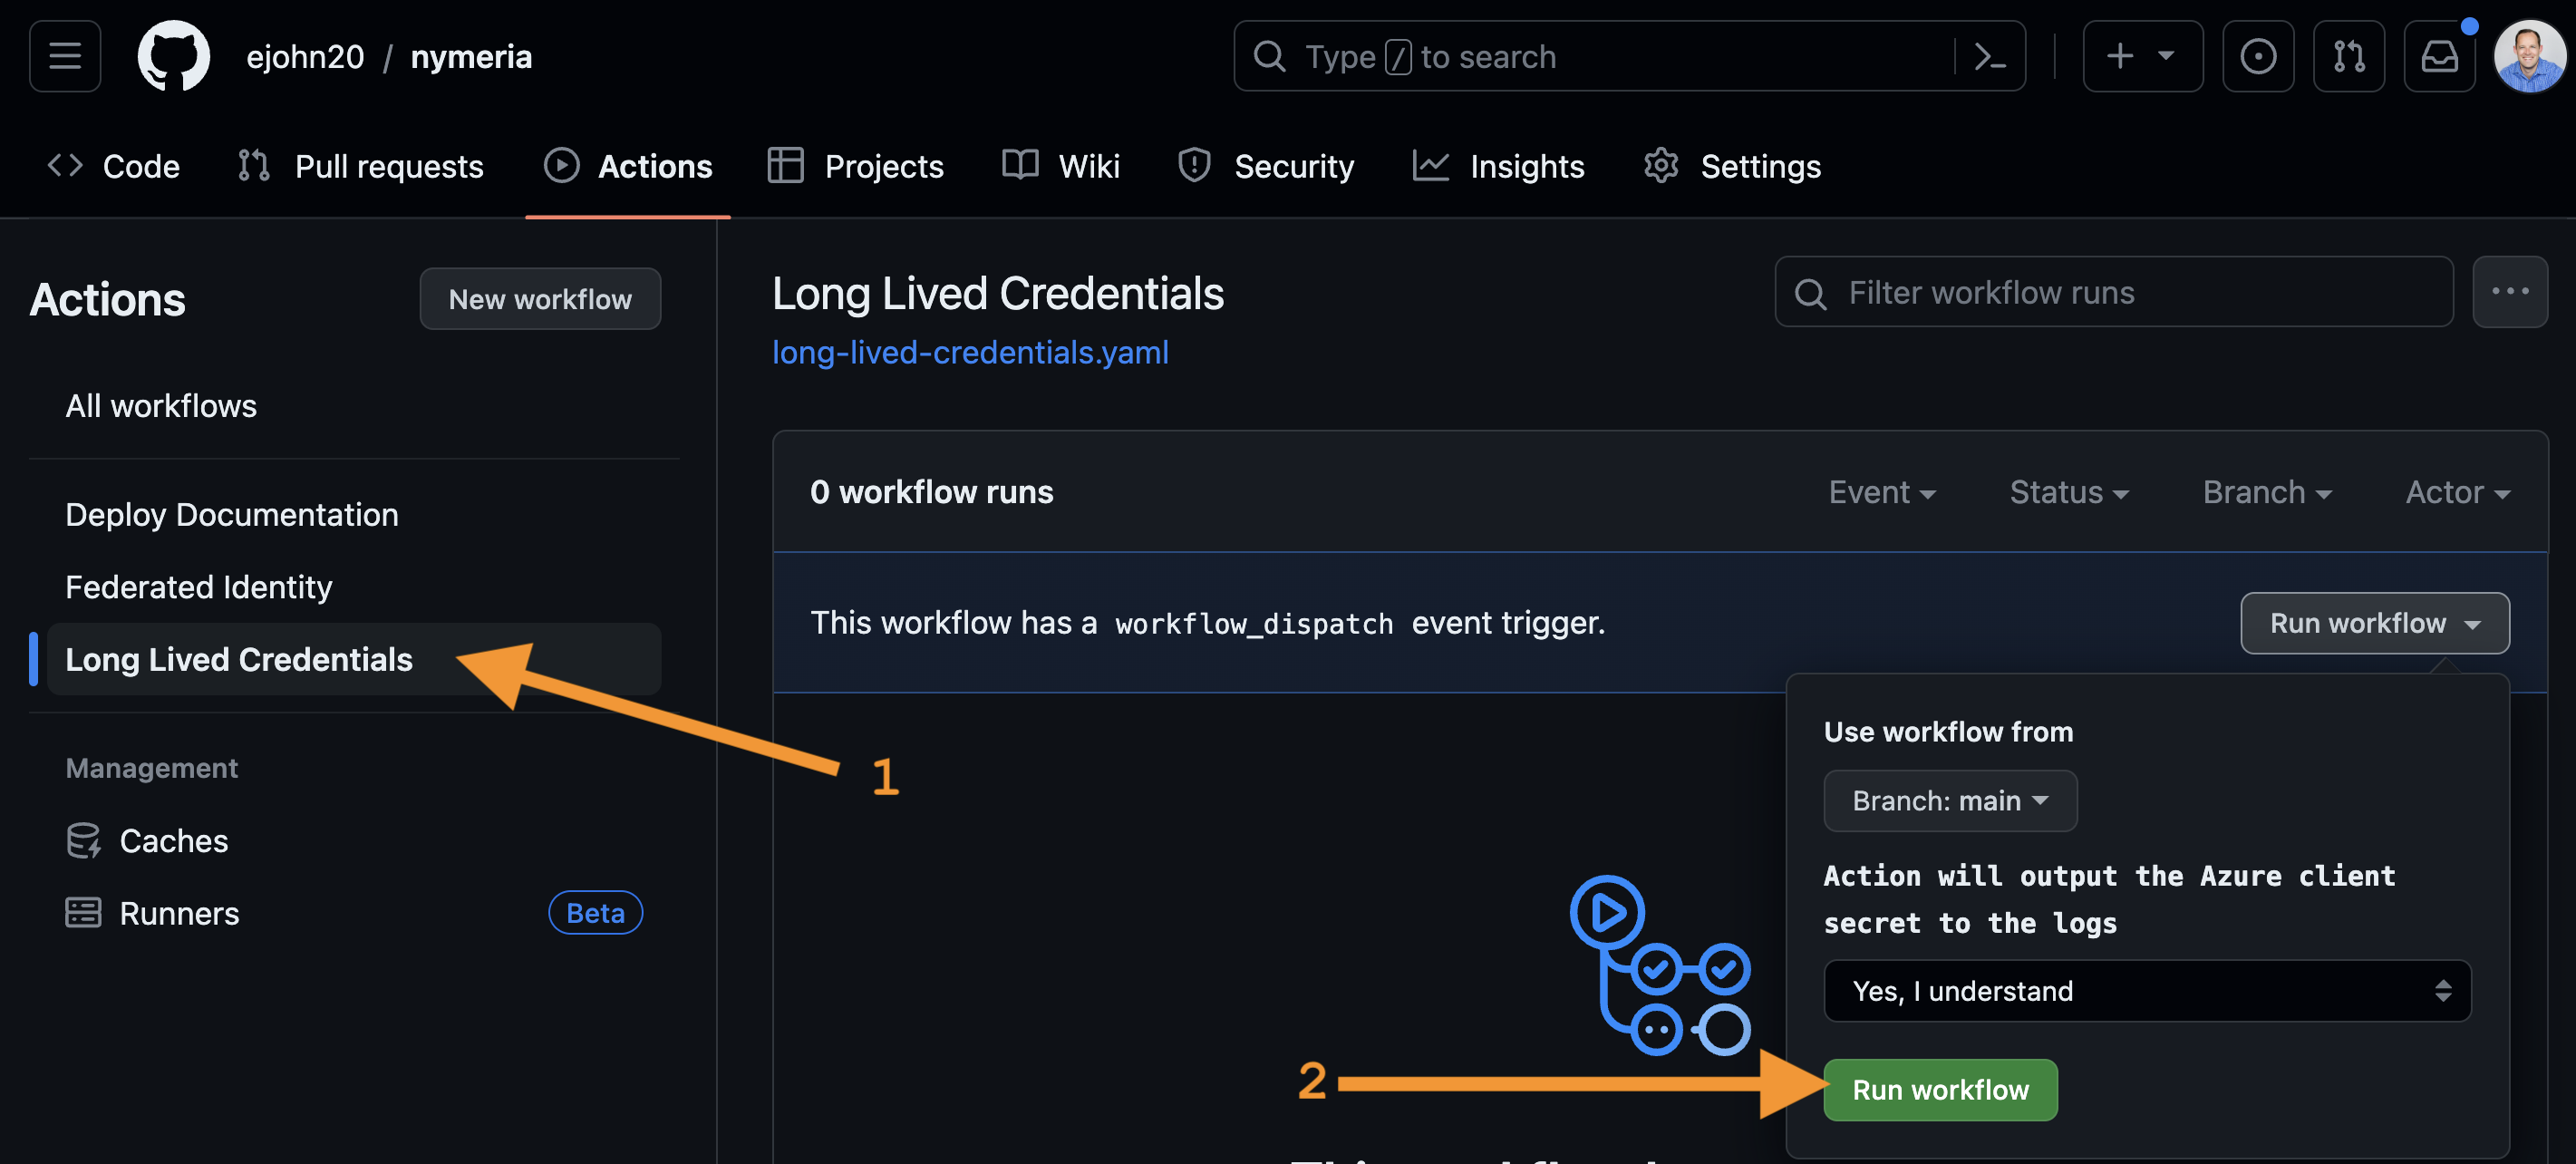 ejohn20 / nymeria
Type / to search
Code
Pull requests
Actions
Projects
Wiki
Security
Insights
Settings
Actions
New workflow
All workflows
Deploy Documentation
Federated Identity
Long Lived Credentials
Management
Caches
Runners
Beta
Long Lived Credentials
long-lived-credentials.yaml
Filter workflow runs
0 workflow runs
Event
Status
Branch
Actor
This workflow has a workflow_dispatch event trigger.
Run workflow
Use workflow from
Branch: main
Action will output the Azure client
secret to the logs
Yes, I understand
Run workflow
1
2